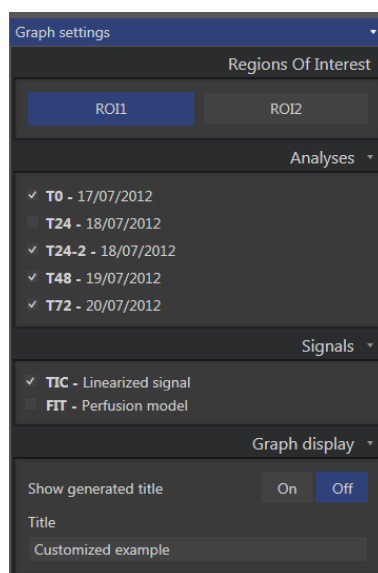 Graph settings
Regions Of Interest
ROI1 ROI2
Analyses
T0 - 17/07/2012
T24 - 18/07/2012
T24-2 - 18/07/2012
T48 - 19/07/2012
T72 - 20/07/2012
Signals
TIC - Linearized signal
FIT - Perfusion model
Graph display
Show generated title On Off
Title
Customized example